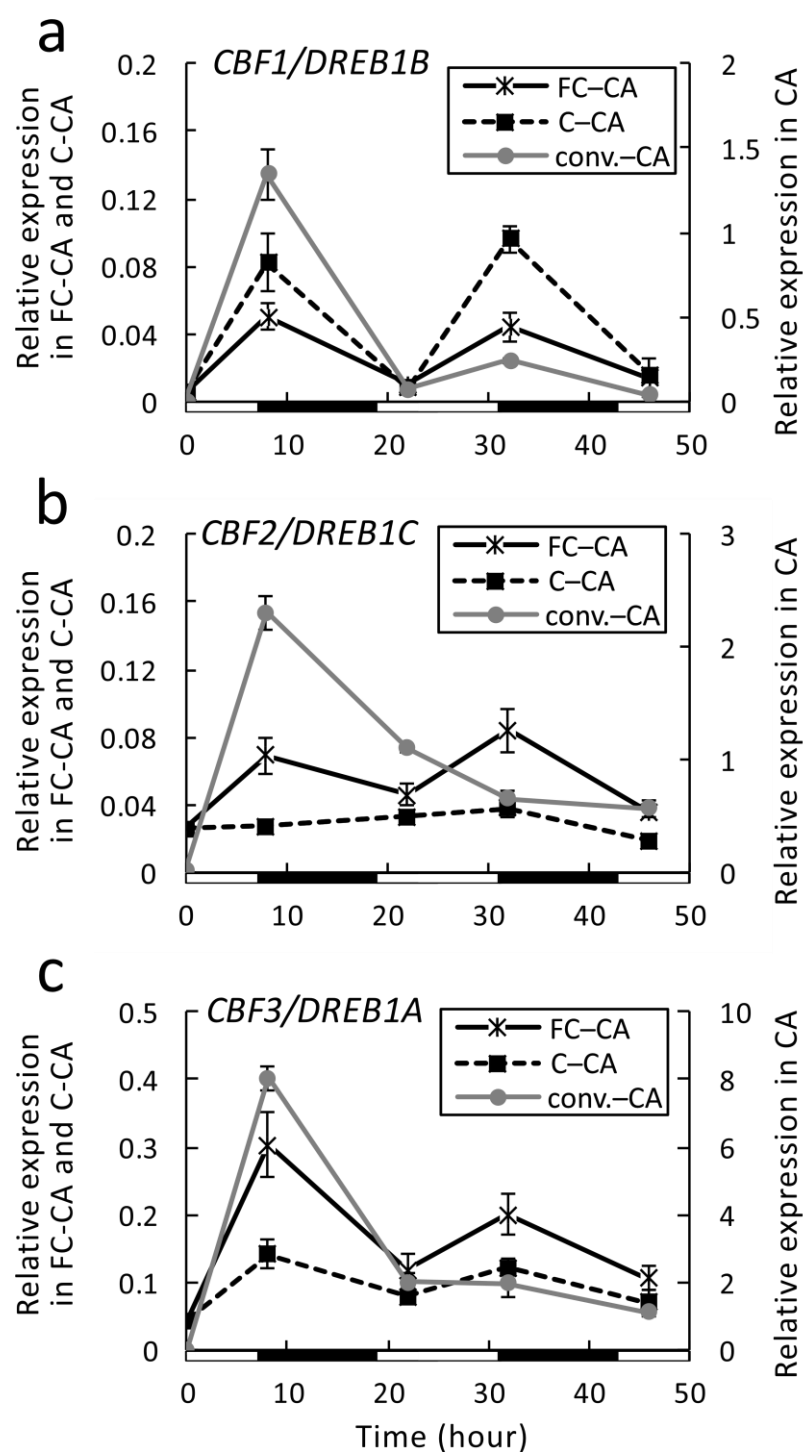 a
CBF1/DREB1B
Relative expression
in FC-CA and C-CA
0.2
0.16
0.12
0.08
0.04
0
FC–CA
C–CA
conv.–CA
2
1.5
1
0.5
0
Relative expression in CA
0 10 20 30 40 50
b
CBF2/DREB1C
Relative expression
in FC-CA and C-CA
0.2
0.16
0.12
0.08
0.04
0
FC–CA
C–CA
conv.–CA
3
2
1
0
Relative expression in CA
0 10 20 30 40 50
c
CBF3/DREB1A
Relative expression
in FC-CA and C-CA
0.5
0.4
0.3
0.2
0.1
0
FC–CA
C–CA
conv.–CA
10
8
6
4
2
0
Relative expression in CA
0 10 20 30 40 50
Time (hour)